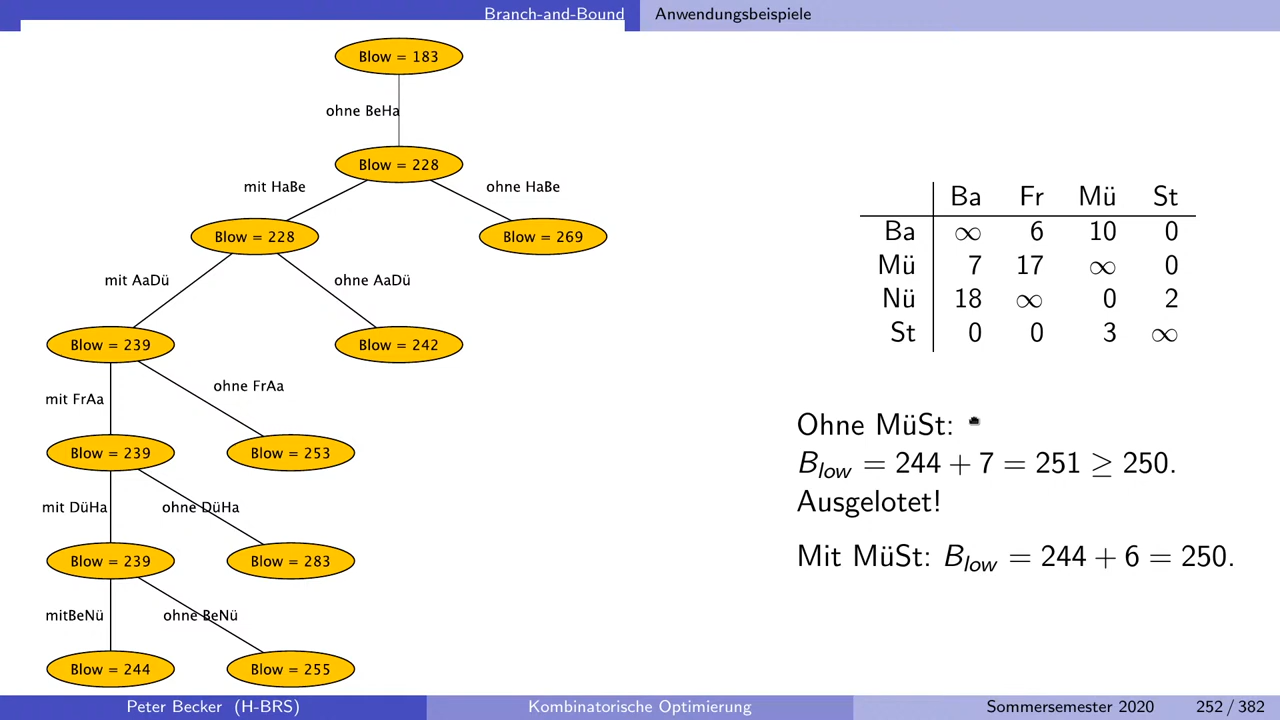 Branch-and-Bound Anwendungsbeispiele
Blow = 183
ohne BeHa
Blow = 228
mit HaBe
ohne HaBe
Blow = 228
Blow = 269
mit AaDü
ohne AaDü
Blow = 239
Blow = 242
mit FrAa
ohne FrAa
Blow = 239
Blow = 253
mit DüHa
ohne DüHa
Blow = 239
Blow = 283
mitBeNü
ohne BeNü
Blow = 244
Blow = 255
Ba Fr Mü St
Ba ∞ 6 10 0
Mü 7 17 ∞ 0
Nü 18 ∞ 0 2
St 0 0 3 ∞
Ohne MüSt:
Blow = 244 + 7 = 251 ≥ 250.
Ausgelotet!
Mit MüSt: Blow = 244 + 6 = 250.
Peter Becker (H-BRS) Kombinatorische Optimierung Sommersemester 2020 252 / 382